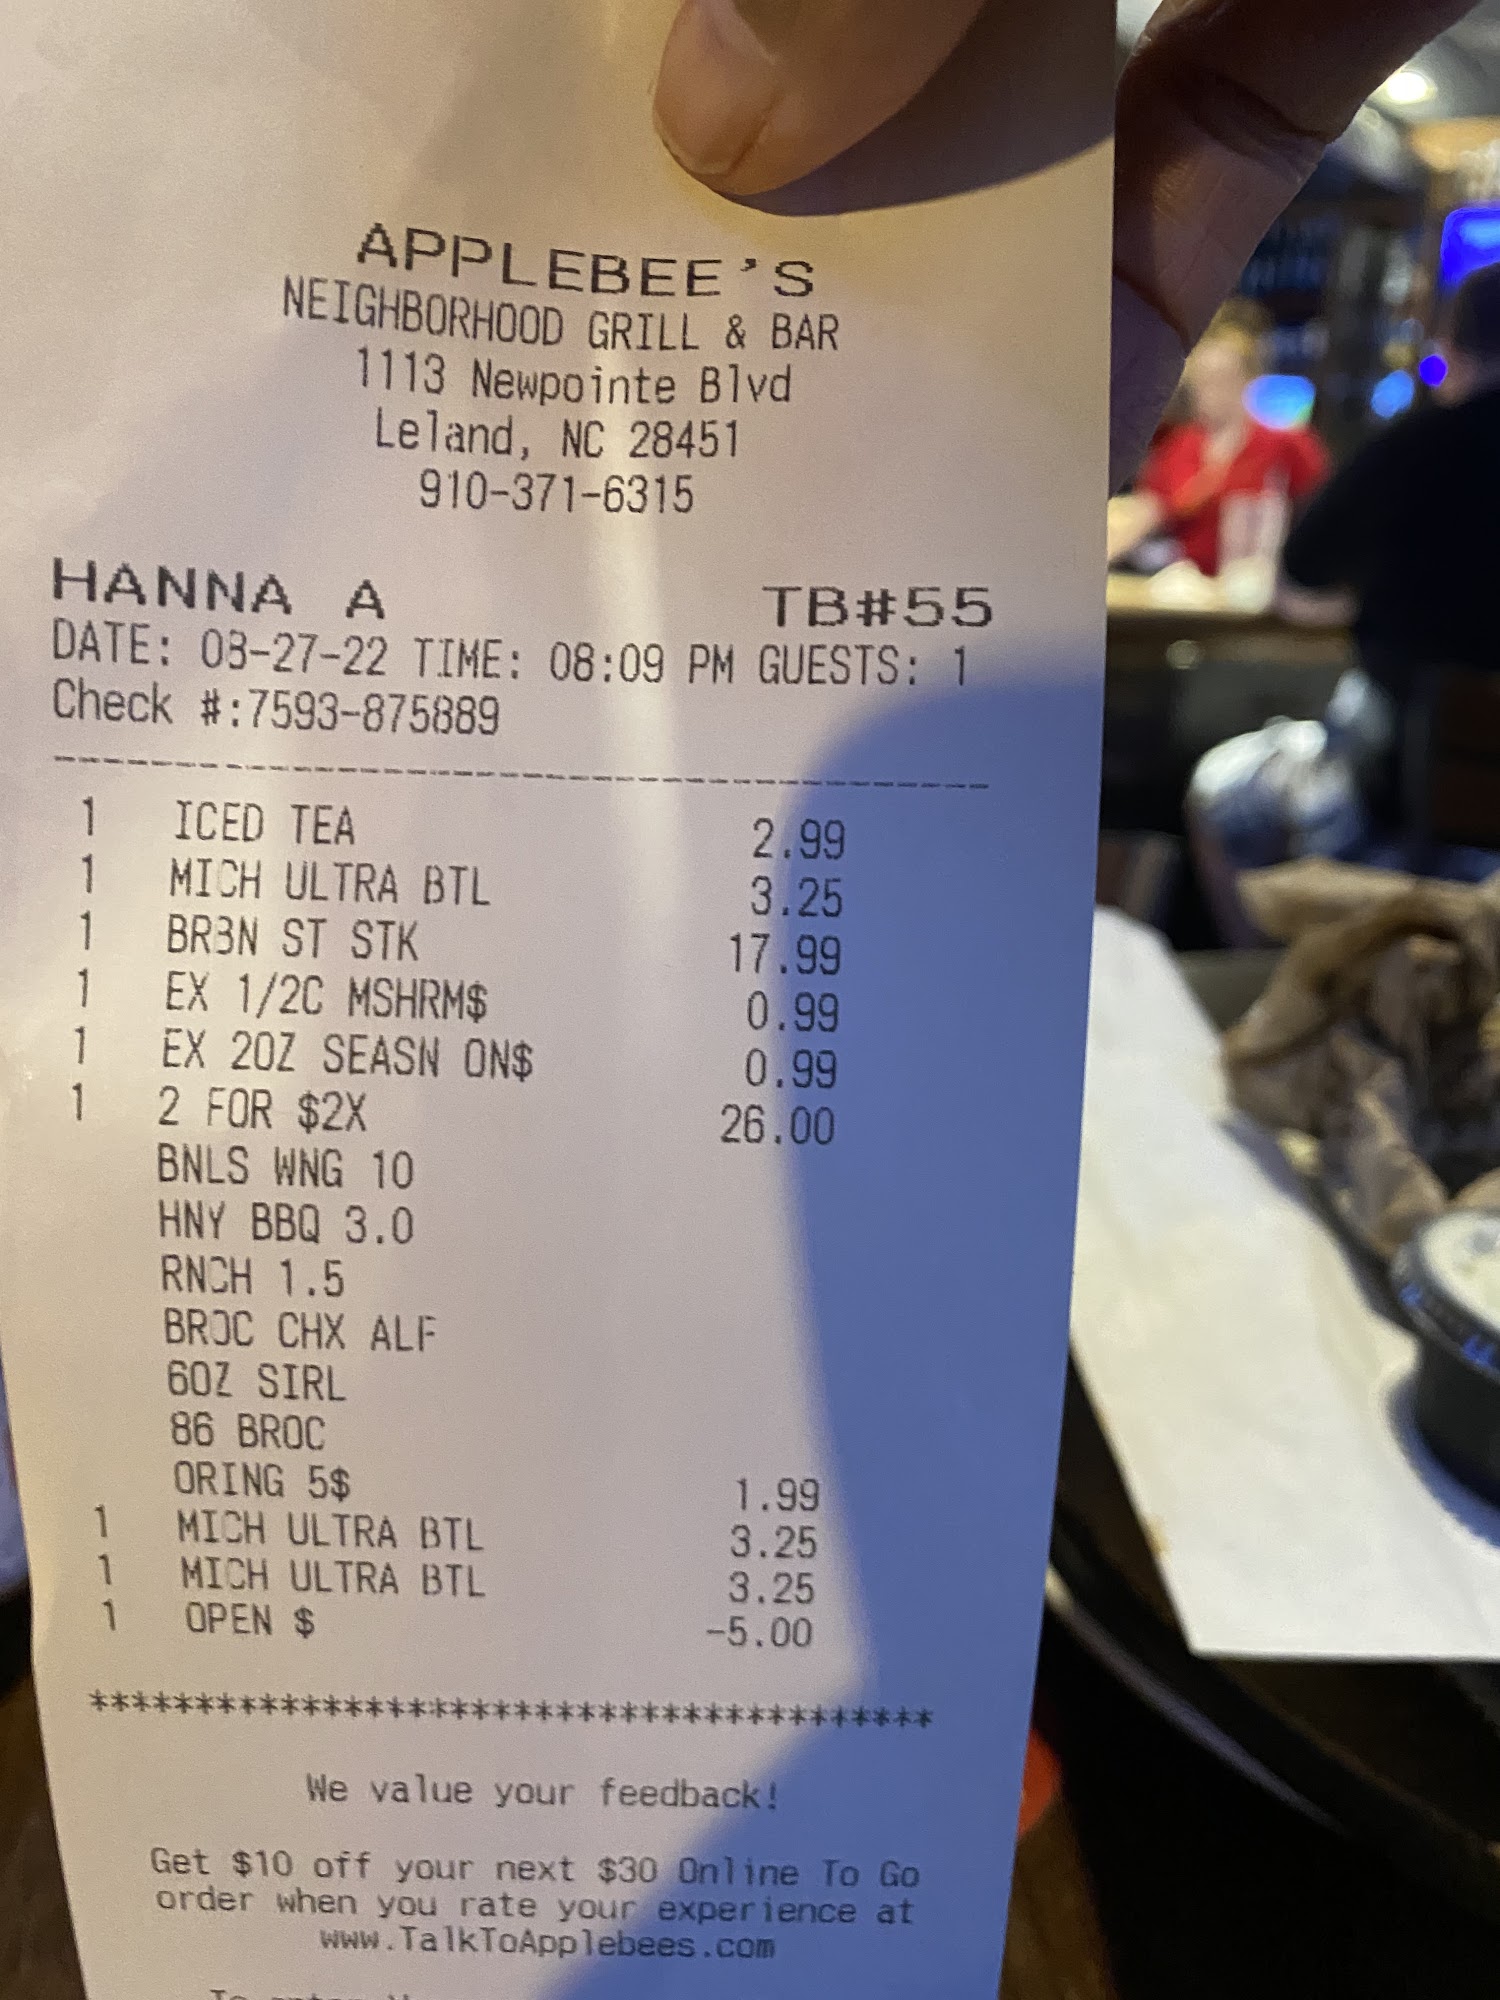 APPLEBEE'S
NEIGHBORHOOD GRILL & BAR
1113 Newpointe Blvd
Leland, NC 28451
910-371-6315
HANNA A TB#55
DATE: 08-27-22 TIME: 08:09 PM GUESTS: 1
Check #:7593-875889
1 ICED TEA 2.99
1 MICH ULTRA BTL 3.25
1 BRBN ST STK 17.99
1 EX 1/2C MSHRM$ 0.99
1 EX 2OZ SEASN ON$ 0.99
1 2 FOR $2X 26.00
BNLS WNG 10
HNY BBQ 3.0
RNCH 1.5
BROC CHX ALF
6OZ SIRL
86 BROC
ORING 5$ 1.99
1 MICH ULTRA BTL 3.25
1 MICH ULTRA BTL 3.25
1 OPEN $ -5.00
****************************************
We value your feedback!
Get $10 off your next $30 Online To Go
order when you rate your experience at
www.TalkToApplebees.com